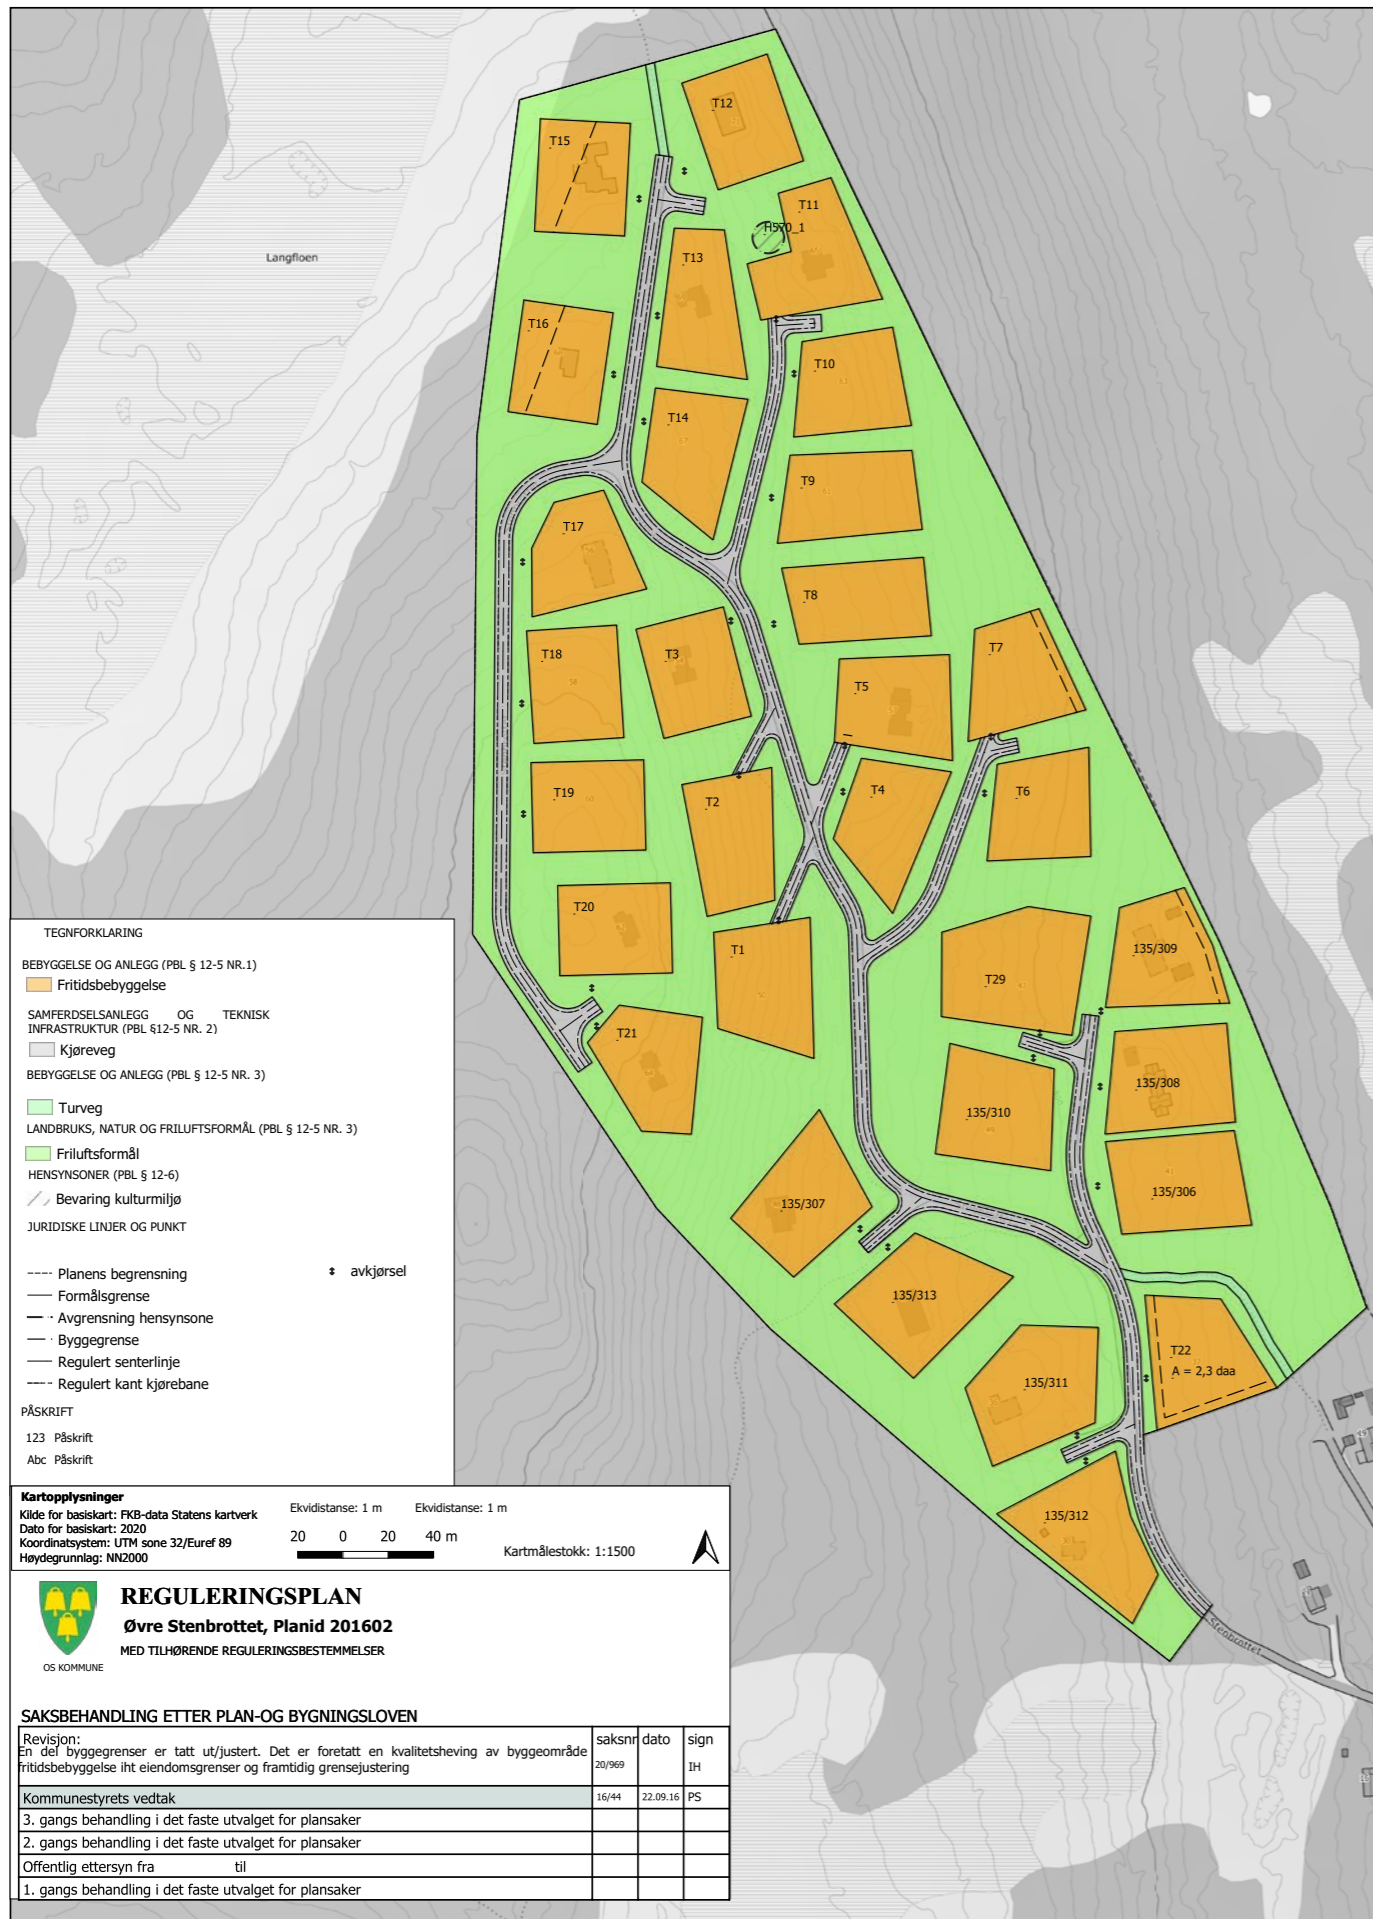 T12
T15
T11
H570_1
Langfloen
T13
T16
T10
T14
T9
T17
T8
T18
T3
T7
T5
T19
T2
T4
T6
T20
T1
135/309
T29
T21
135/308
135/310
135/306
135/307
135/313
T22
A = 2,3 daa
135/311
135/312
Stenbrottet
TEGNFORKLARING
BEBYGGELSE OG ANLEGG (PBL § 12-5 NR.1)
Fritidsbebyggelse
SAMFERDSELSANLEGG OG TEKNISK
INFRASTRUKTUR (PBL §12-5 NR. 2)
Kjøreveg
BEBYGGELSE OG ANLEGG (PBL § 12-5 NR. 3)
Turveg
LANDBRUKS, NATUR OG FRILUFTSFORMÅL (PBL § 12-5 NR. 3)
Friluftsformål
HENSYNSONER (PBL § 12-6)
Bevaring kulturmiljø
JURIDISKE LINJER OG PUNKT
Planens begrensning
avkjørsel
Formålsgrense
Avgrensning hensynsone
Byggegrense
Regulert senterlinje
Regulert kant kjørebane
PÅSKRIFT
123 Påskrift
Abc Påskrift
Kartopplysninger
Kilde for basiskart: FKB-data Statens kartverk
Dato for basiskart: 2020
Koordinatsystem: UTM sone 32/Euref 89
Høydegrunnlag: NN2000
Ekvidistanse: 1 m Ekvidistanse: 1 m
20 0 20 40 m
Kartmålestokk: 1:1500
REGULERINGSPLAN
Øvre Stenbrottet, Planid 201602
MED TILHØRENDE REGULERINGSBESTEMMELSER
OS KOMMUNE
SAKSBEHANDLING ETTER PLAN-OG BYGNINGSLOVEN
Revisjon: saksnr dato sign
En del byggegrenser er tatt ut/justert. Det er foretatt en kvalitetsheving av byggeområde
fritidsbebyggelse iht eiendomsgrenser og framtidig grensejustering 20/969 IH
Kommunestyrets vedtak 16/44 22.09.16 PS
3. gangs behandling i det faste utvalget for plansaker
2. gangs behandling i det faste utvalget for plansaker
Offentlig ettersyn fra til
1. gangs behandling i det faste utvalget for plansaker